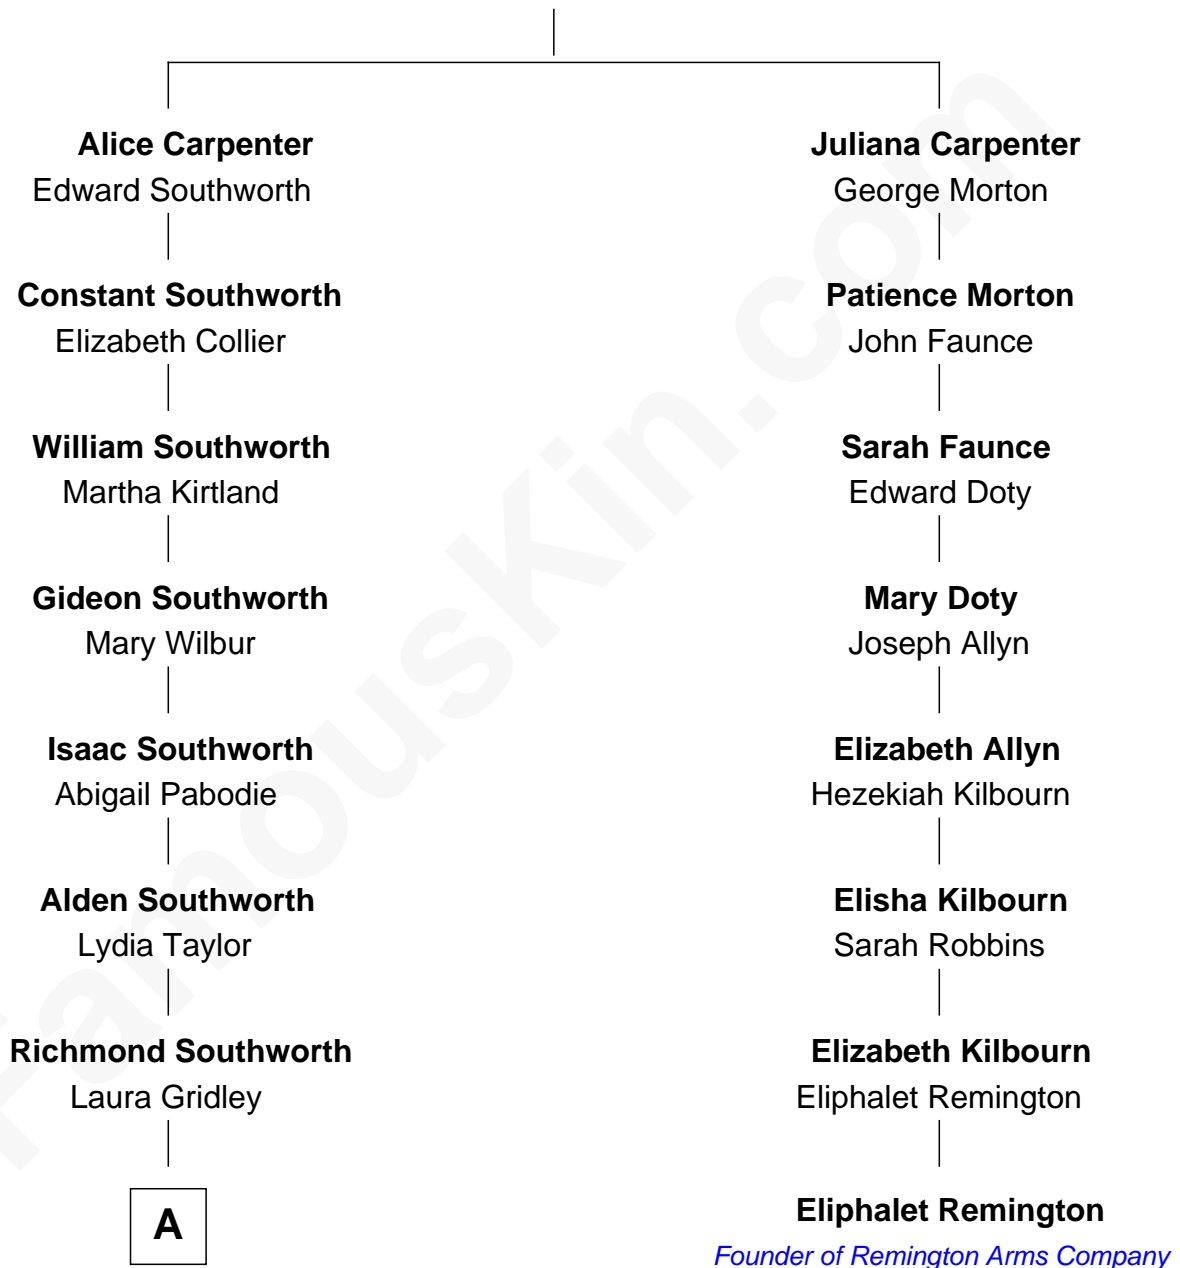 Alice Carpenter
Edward Southworth
Constant Southworth
Elizabeth Collier
William Southworth
Martha Kirtland
Gideon Southworth
Mary Wilbur
Isaac Southworth
Abigail Pabodie
Alden Southworth
Lydia Taylor
Richmond Southworth
Laura Gridley
A
Juliana Carpenter
George Morton
Patience Morton
John Faunce
Sarah Faunce
Edward Doty
Mary Doty
Joseph Allyn
Elizabeth Allyn
Hezekiah Kilbourn
Elisha Kilbourn
Sarah Robbins
Elizabeth Kilbourn
Eliphalet Remington
Eliphalet Remington
Founder of Remington Arms Company
FamousKin.com